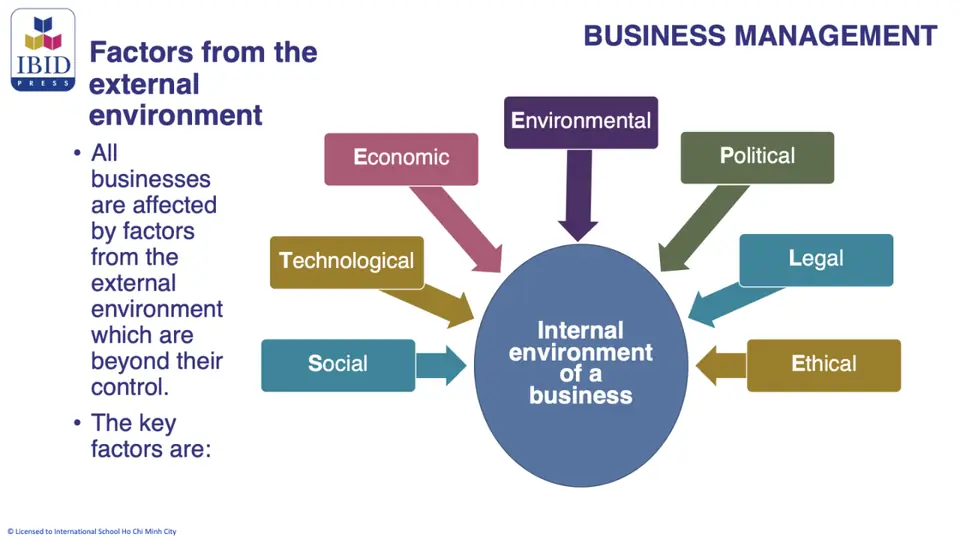 IBID
PRESS
BUSINESS MANAGEMENT
Factors from the
external
environment
• All
businesses
are affected
by factors
from the
external
environment
which are
beyond their
control.
• The key
factors are:
Environmental
Economic
Political
Technological
Legal
Social
Ethical
Internal
environment
of a
business
© Licensed to International School Ho Chi Minh City